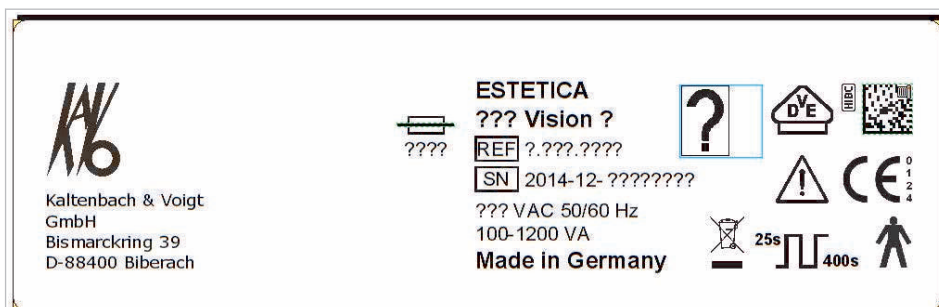 KAVO
Kaltenbach & Voigt
GmbH
Bismarckring 39
D-88400 Biberach
????
ESTETICA
??? Vision ?
REF ?.???.????
SN 2014-12- ????????
??? VAC 50/60 Hz
100-1200 VA
Made in Germany
?
DVE
HIBC
CE 0124
25s
400s